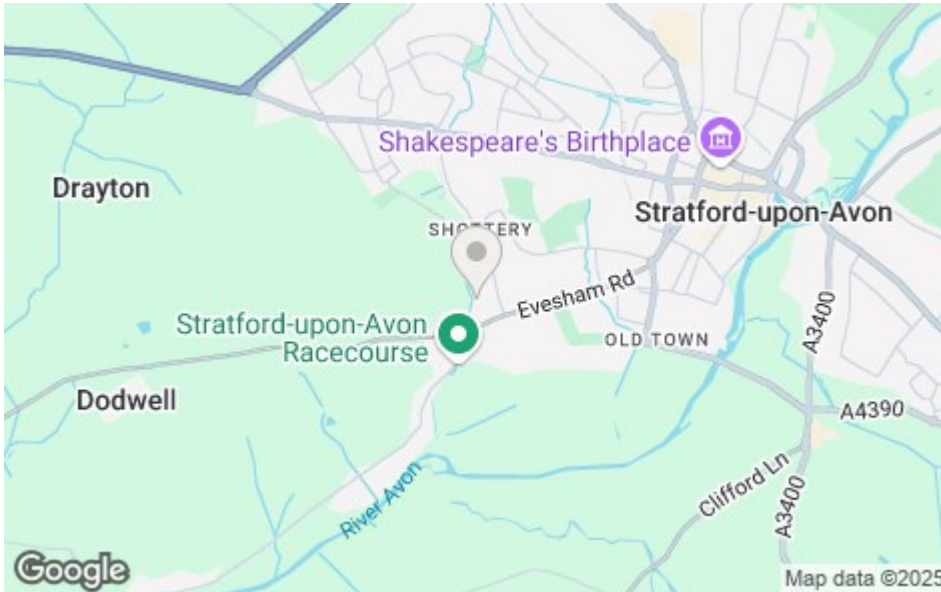 Shakespeare's Birthplace
Drayton
Stratford-upon-Avon
SHOTTERY
Evesham Rd
Stratford-upon-Avon
Racecourse
OLD TOWN
A3400
Dodwell
A4390
Clifford Ln
River Avon
A3400
Google
Map data ©2025